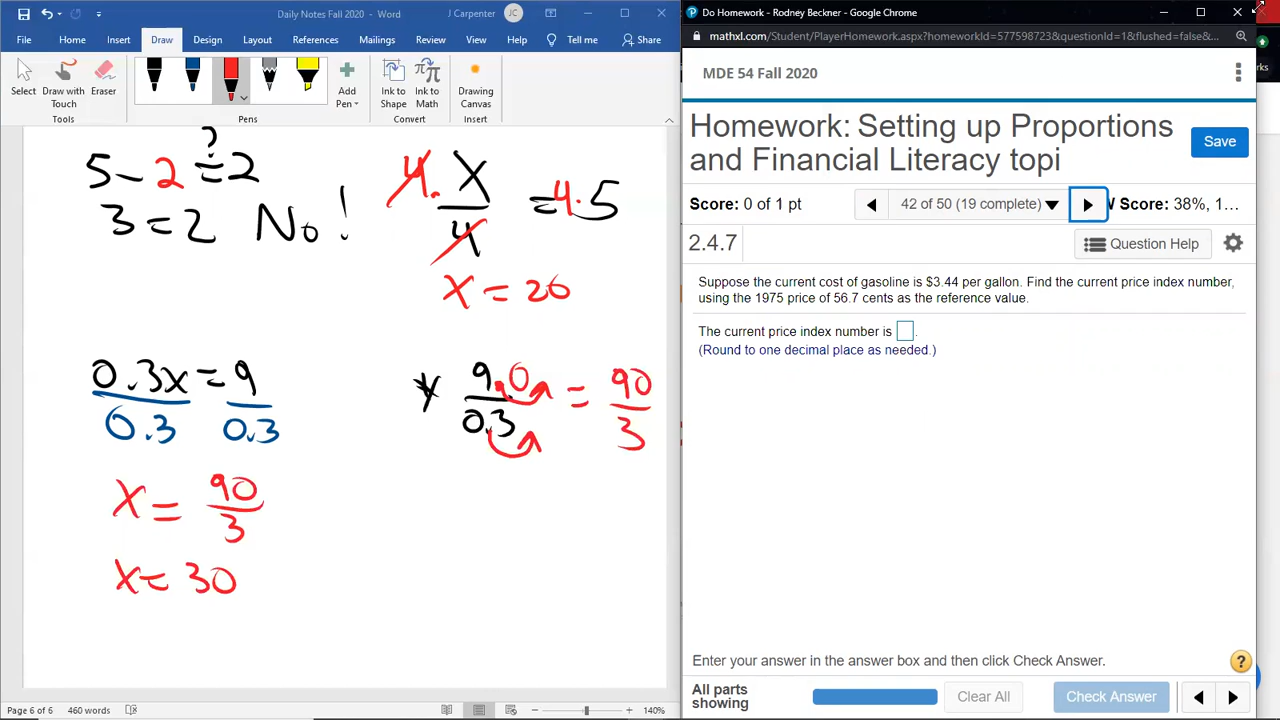 Daily Notes Fall 2020 - Word
J Carpenter JC
File Home Insert Draw Design Layout References Mailings Review View Help Tell me Share
Select Draw with Touch Eraser
Add Pen
Ink to Shape Ink to Math
Drawing Canvas
Tools Pens Convert Insert
?
5 - 2 = 2
3 = 2 No!
4 · x / 4 = 4 · 5
x = 20
0.3x = 9
0.3 0.3
x = 90/3
x = 30
* 9.0 / 0.3 = 90/3
Page 6 of 6 460 words 140%
Do Homework - Rodney Beckner - Google Chrome
mathxl.com/Student/PlayerHomework.aspx?homeworkId=577598723&questionId=1&flushed=false&...
MDE 54 Fall 2020
Homework: Setting up Proportions
and Financial Literacy topi
Save
Score: 0 of 1 pt
42 of 50 (19 complete)
W Score: 38%, 1...
2.4.7
Question Help
Suppose the current cost of gasoline is $3.44 per gallon. Find the current price index number,
using the 1975 price of 56.7 cents as the reference value.
The current price index number is .
(Round to one decimal place as needed.)
Enter your answer in the answer box and then click Check Answer.
?
All parts
showing
Clear All
Check Answer